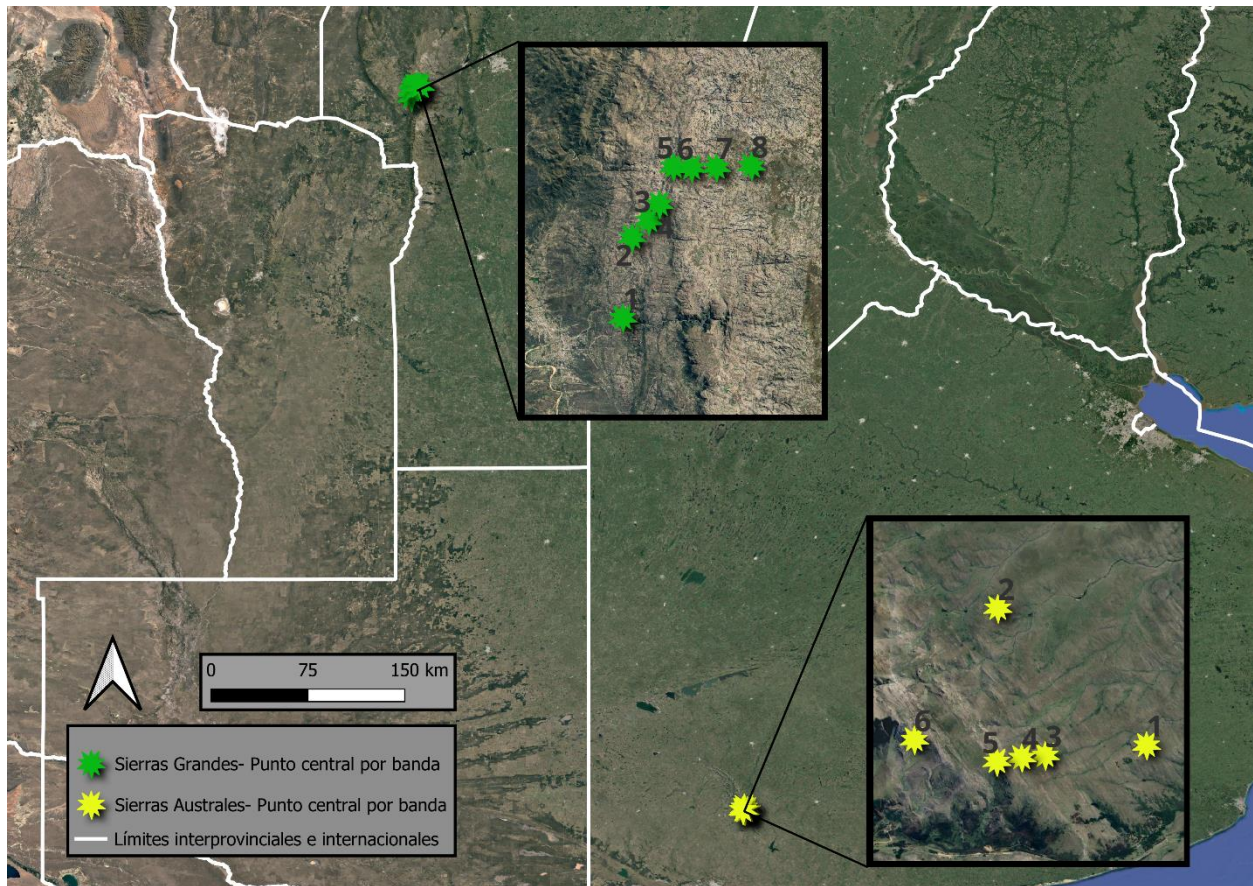 5 6 7 8
3
2
1
2
6 5 4 3 1
0 75 150 km
Sierras Grandes- Punto central por banda
Sierras Australes- Punto central por banda
Límites interprovinciales e internacionales